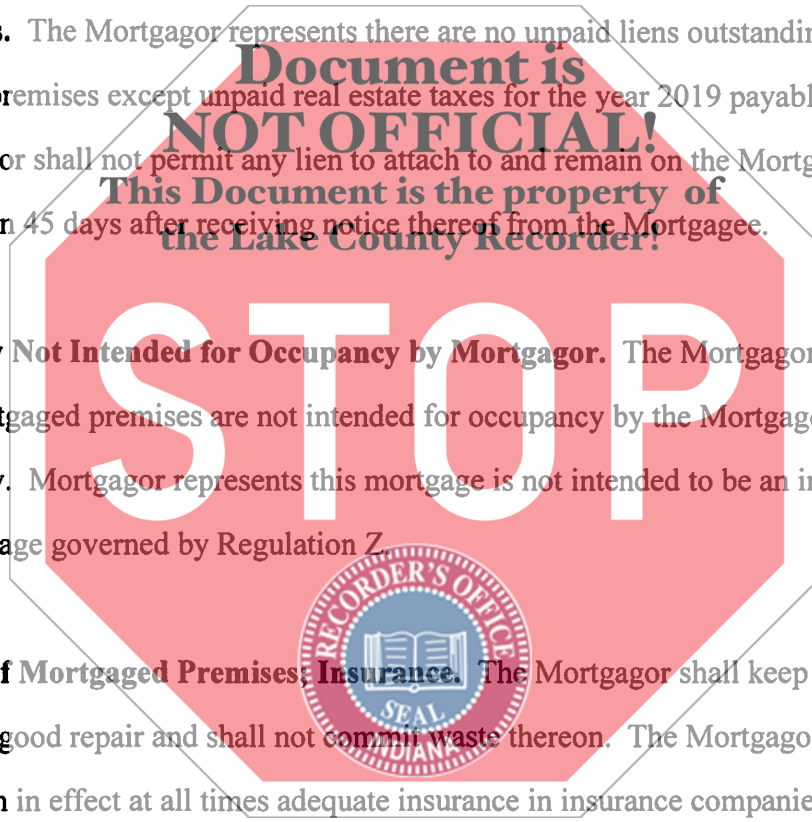 s. The Mortgagor represents there are no unpaid liens outstandin
Document is
remises except unpaid real estate taxes for the year 2019 payabl
NOT OFFICIAL!
or shall not permit any lien to attach to and remain on the Mortg
This Document is the property of
n 45 days after receiving notice thereof from the Mortgagee.
the Lake County Recorder!
STOP
y Not Intended for Occupancy by Mortgagor. The Mortgagor
tgaged premises are not intended for occupancy by the Mortgag
y. Mortgagor represents this mortgage is not intended to be an in
age governed by Regulation Z.
RECORDER'S OFFICE
SEAL
INDIANA
f Mortgaged Premises; Insurance. The Mortgagor shall keep
good repair and shall not commit waste thereon. The Mortgago
n in effect at all times adequate insurance in insurance companie